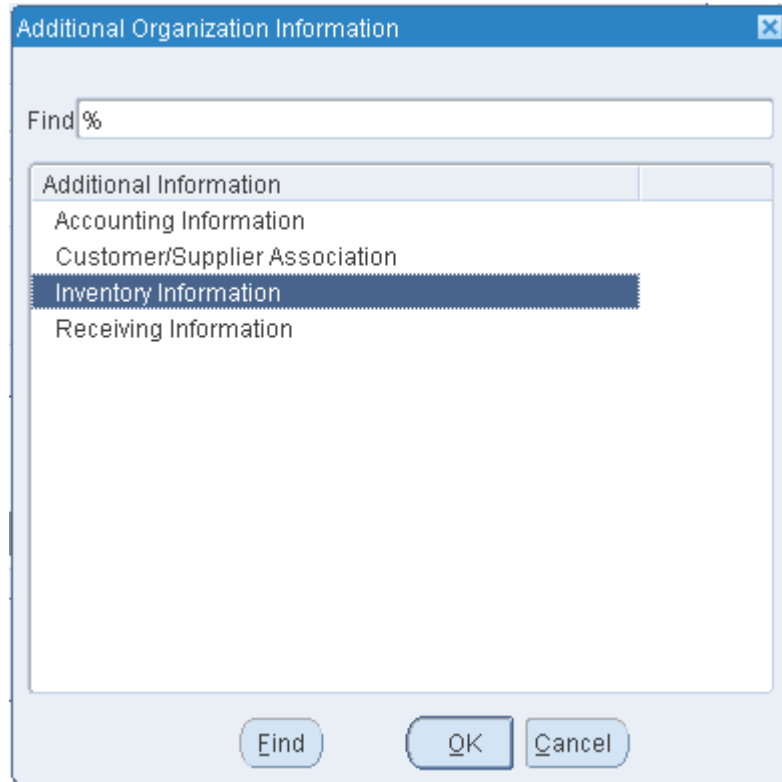 Additional Organization Information
Find %
Additional Information
Accounting Information
Customer/Supplier Association
Inventory Information
Receiving Information
Find OK Cancel